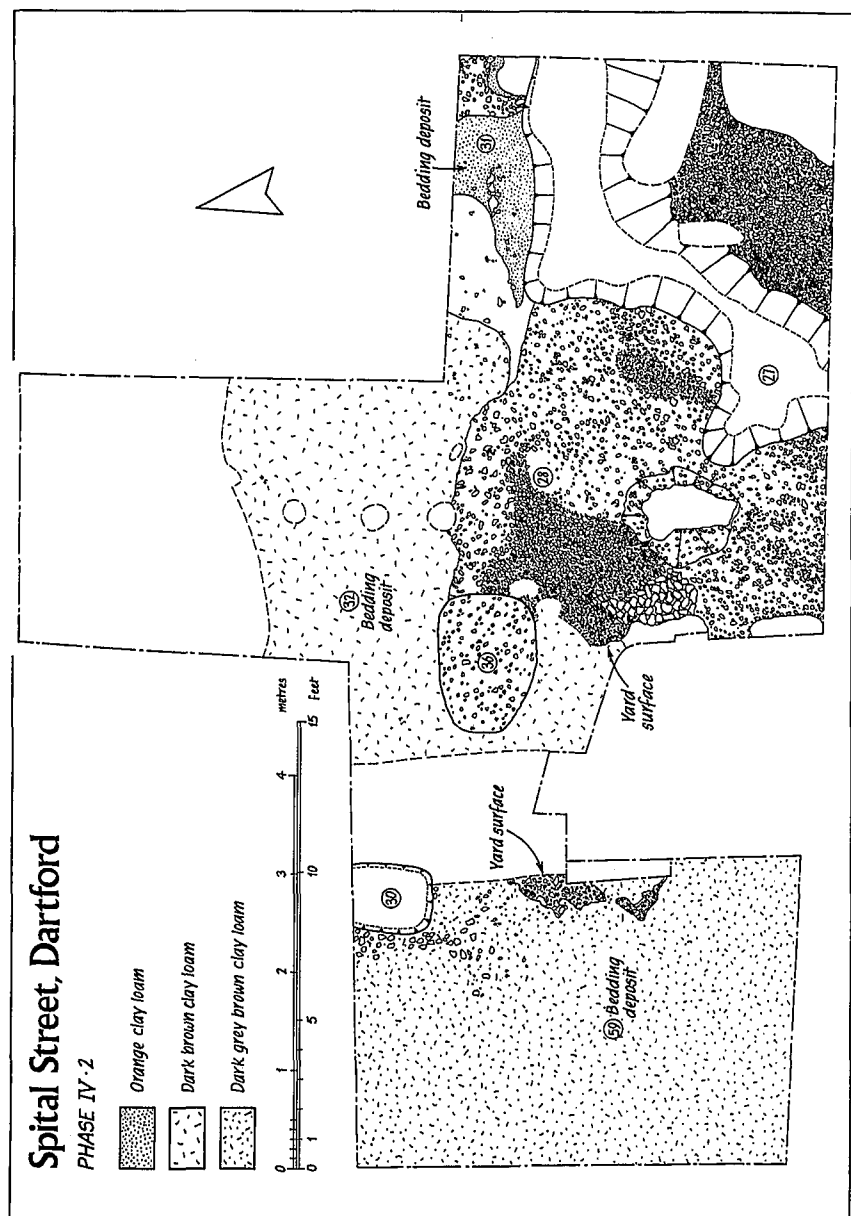 Spital Street, Dartford
PHASE IV·2
Orange clay loam
Dark brown clay loam
Dark grey brown clay loam
0 1 2 3 4 metres
0 1 5 10 15 Feet
Bedding deposit
31
32
Bedding
deposit
28
36
27
Yard
surface
30
Yard surface
59 Bedding
deposit